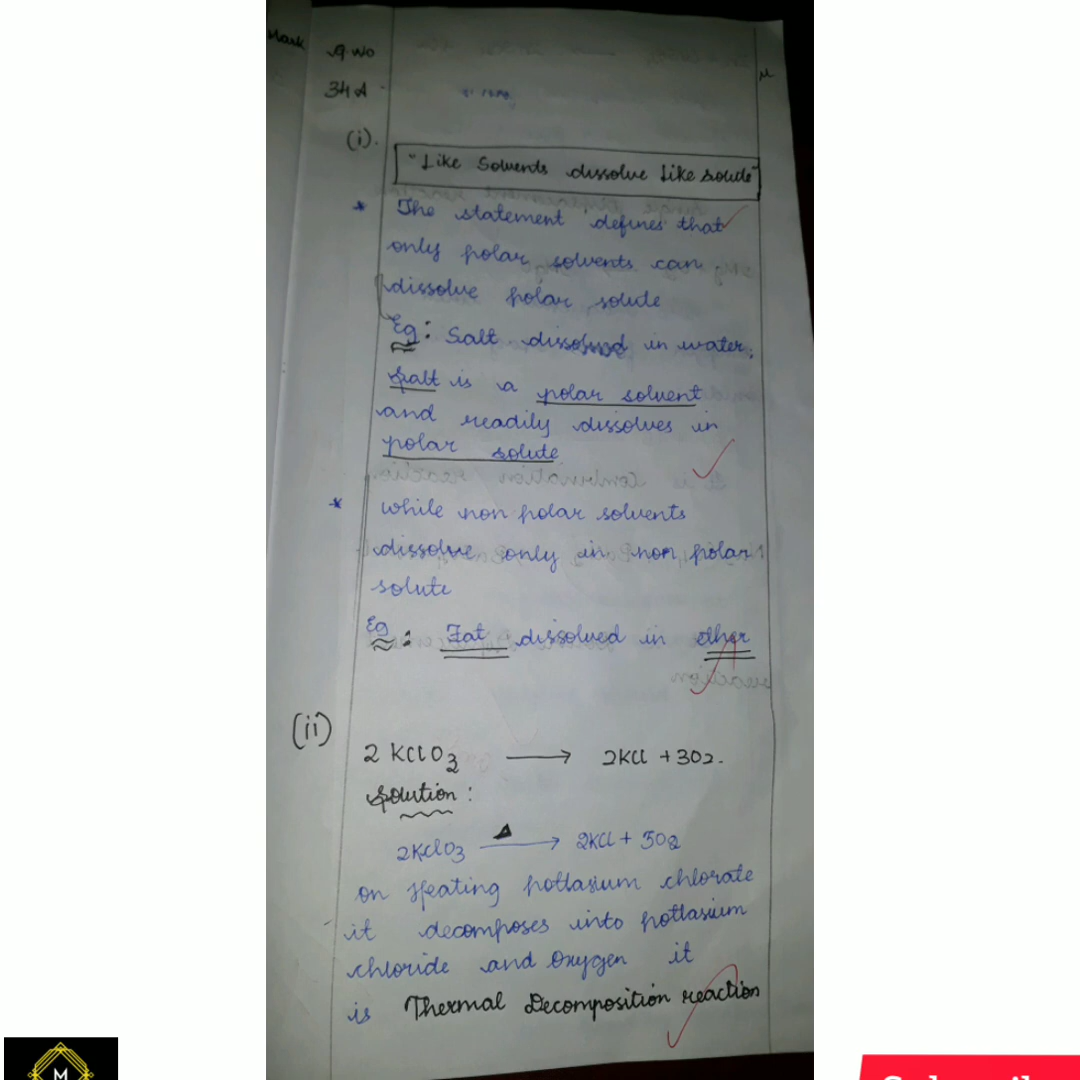 Mark
Q.No
M
34 A
(i).
"Like Solvents dissolve like solute"
* The statement defines that
only polar solvents can
dissolve polar solute
Eg: Salt dissolved in water.
Salt is a polar solvent
and readily dissolves in
polar solute
* while non polar solvents
dissolve only in non polar
solute
Eg: Fat dissolved in ether
(ii)
2 KClO3 → 2KCl + 3O2.
Solution:
2KClO3 Δ → 2KCl + 3O2
on Heating pottasium chlorate
it decomposes into pottasium
chloride and Oxygen it
is Thermal Decomposition reaction
M